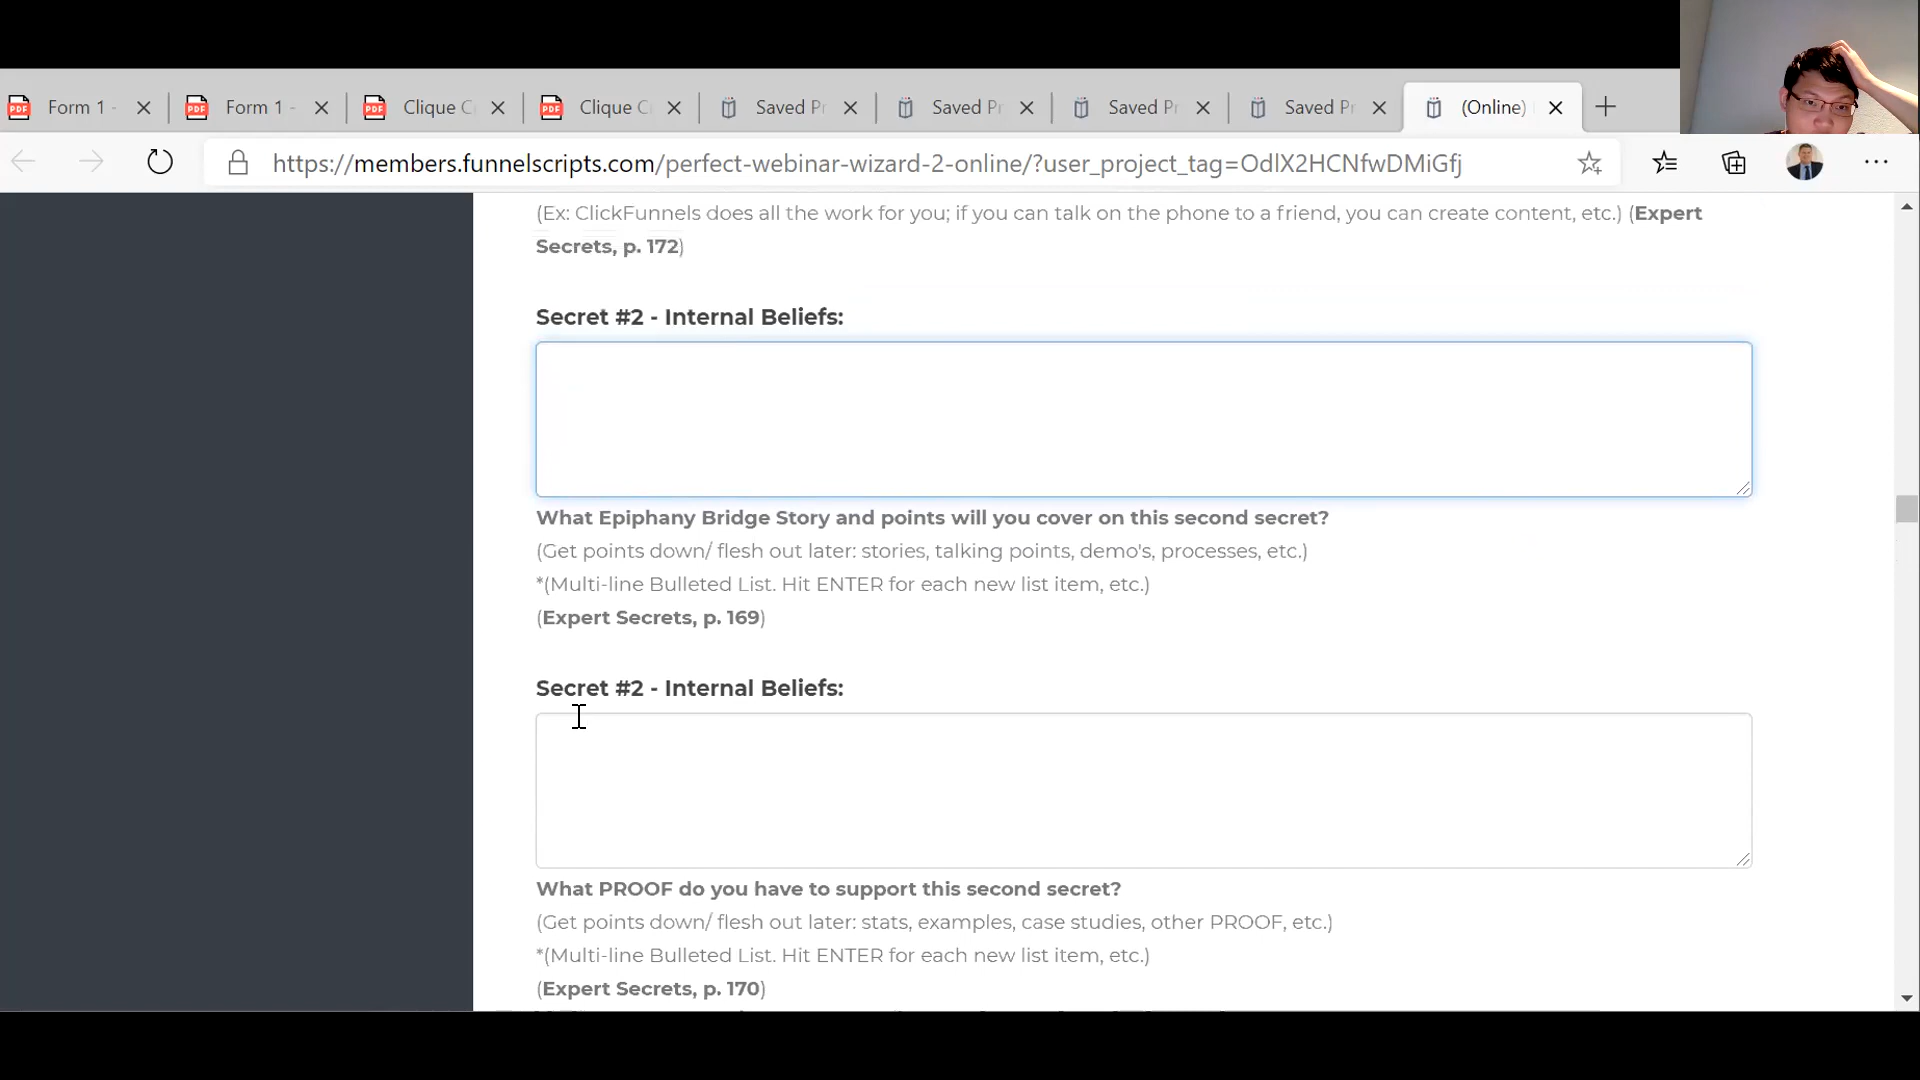 Form 1 -
Form 1 -
Clique C
Clique C
Saved Pr
Saved Pr
Saved Pr
Saved Pr
(Online)
https://members.funnelscripts.com/perfect-webinar-wizard-2-online/?user_project_tag=OdlX2HCNfwDMiGfj
(Ex: ClickFunnels does all the work for you; if you can talk on the phone to a friend, you can create content, etc.) (Expert
Secrets, p. 172)
Secret #2 - Internal Beliefs:
What Epiphany Bridge Story and points will you cover on this second secret?
(Get points down/ flesh out later: stories, talking points, demo's, processes, etc.)
*(Multi-line Bulleted List. Hit ENTER for each new list item, etc.)
(Expert Secrets, p. 169)
Secret #2 - Internal Beliefs:
What PROOF do you have to support this second secret?
(Get points down/ flesh out later: stats, examples, case studies, other PROOF, etc.)
*(Multi-line Bulleted List. Hit ENTER for each new list item, etc.)
(Expert Secrets, p. 170)